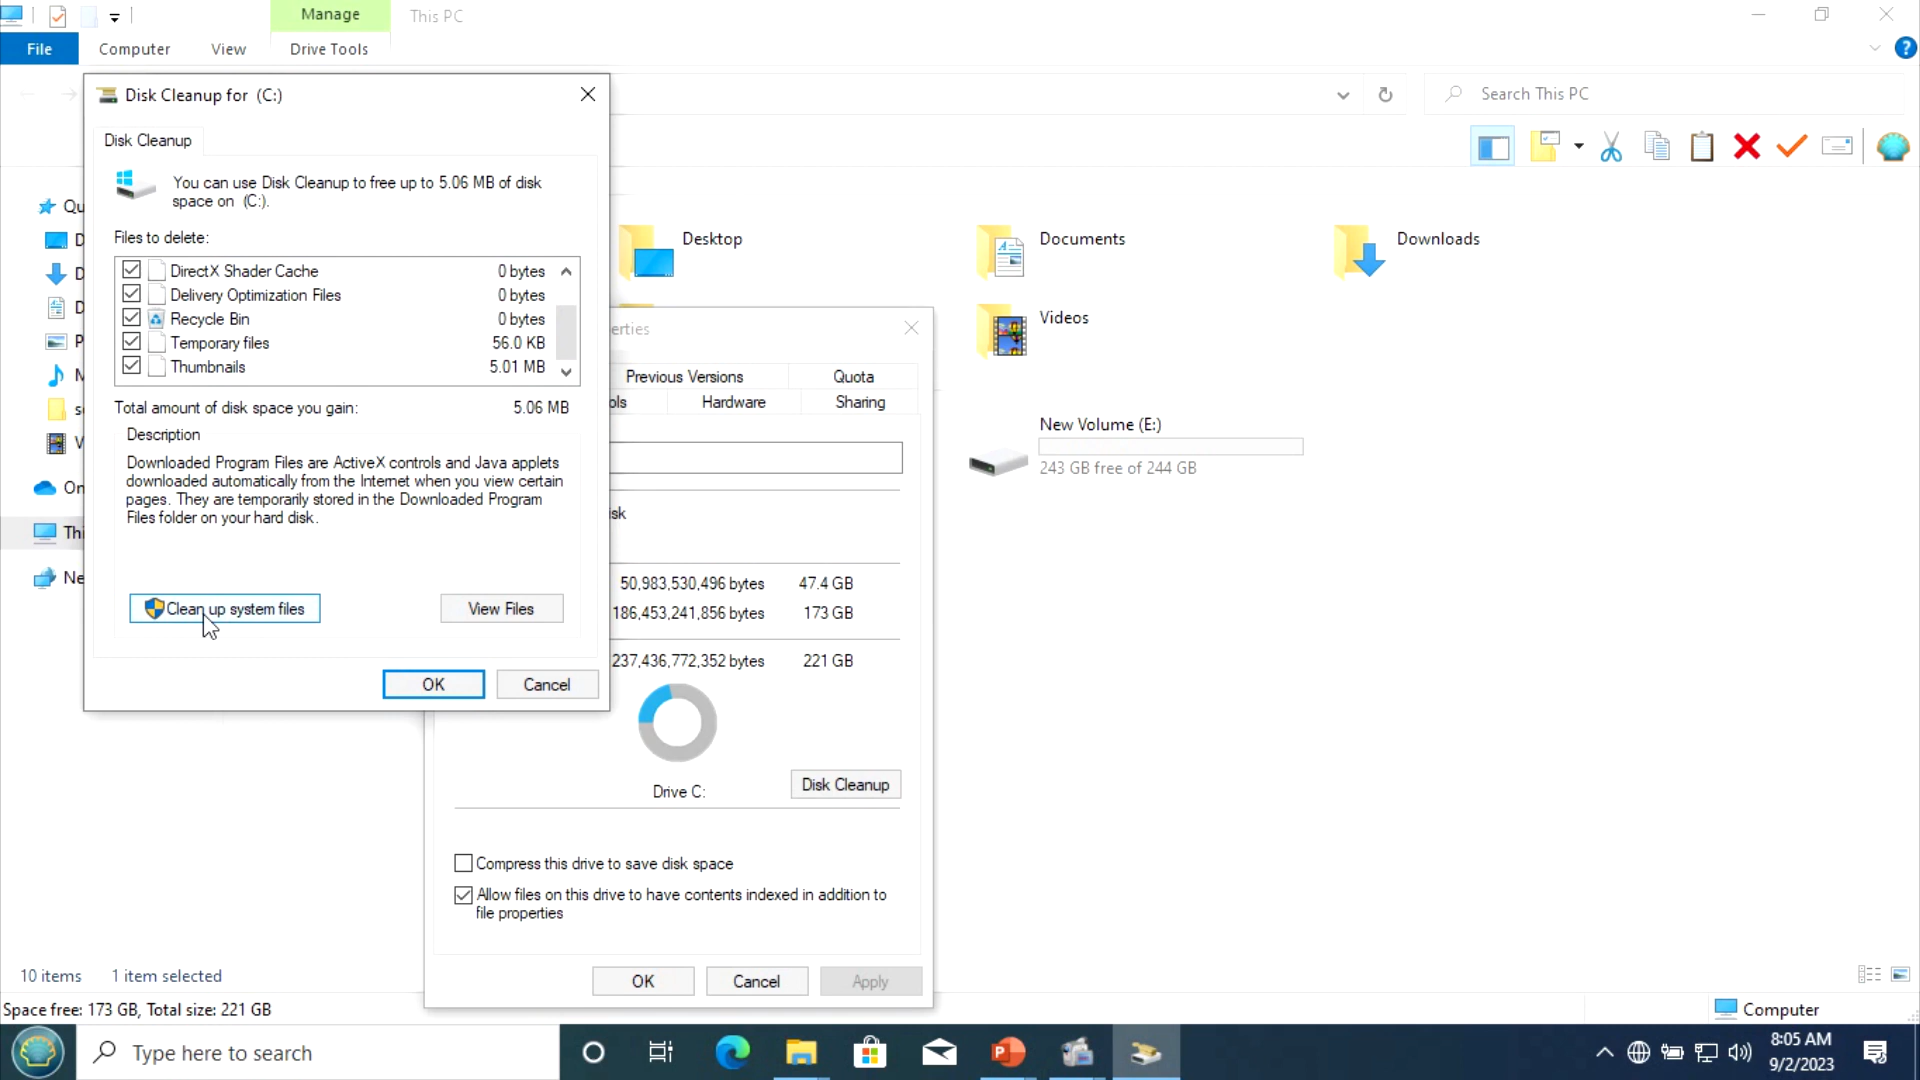 Manage
This PC
File
Computer
View
Drive Tools
Search This PC
Disk Cleanup for (C:)
Disk Cleanup
You can use Disk Cleanup to free up to 5.06 MB of disk
space on (C:).
Files to delete:
DirectX Shader Cache 0 bytes
Delivery Optimization Files 0 bytes
Recycle Bin 0 bytes
Temporary files 56.0 KB
Thumbnails 5.01 MB
Total amount of disk space you gain: 5.06 MB
Description
Downloaded Program Files are ActiveX controls and Java applets
downloaded automatically from the Internet when you view certain
pages. They are temporarily stored in the Downloaded Program
Files folder on your hard disk.
Clean up system files
View Files
OK
Cancel
Qu
D
D
D
P
M
s
V
On
Thi
Ne
Desktop
Documents
Downloads
Videos
New Volume (E:)
243 GB free of 244 GB
erties
Previous Versions
Quota
ols
Hardware
Sharing
isk
50,983,530,496 bytes 47.4 GB
186,453,241,856 bytes 173 GB
237,436,772,352 bytes 221 GB
Drive C:
Disk Cleanup
Compress this drive to save disk space
Allow files on this drive to have contents indexed in addition to
file properties
OK
Cancel
Apply
10 items 1 item selected
Space free: 173 GB, Total size: 221 GB
Computer
Type here to search
8:05 AM
9/2/2023